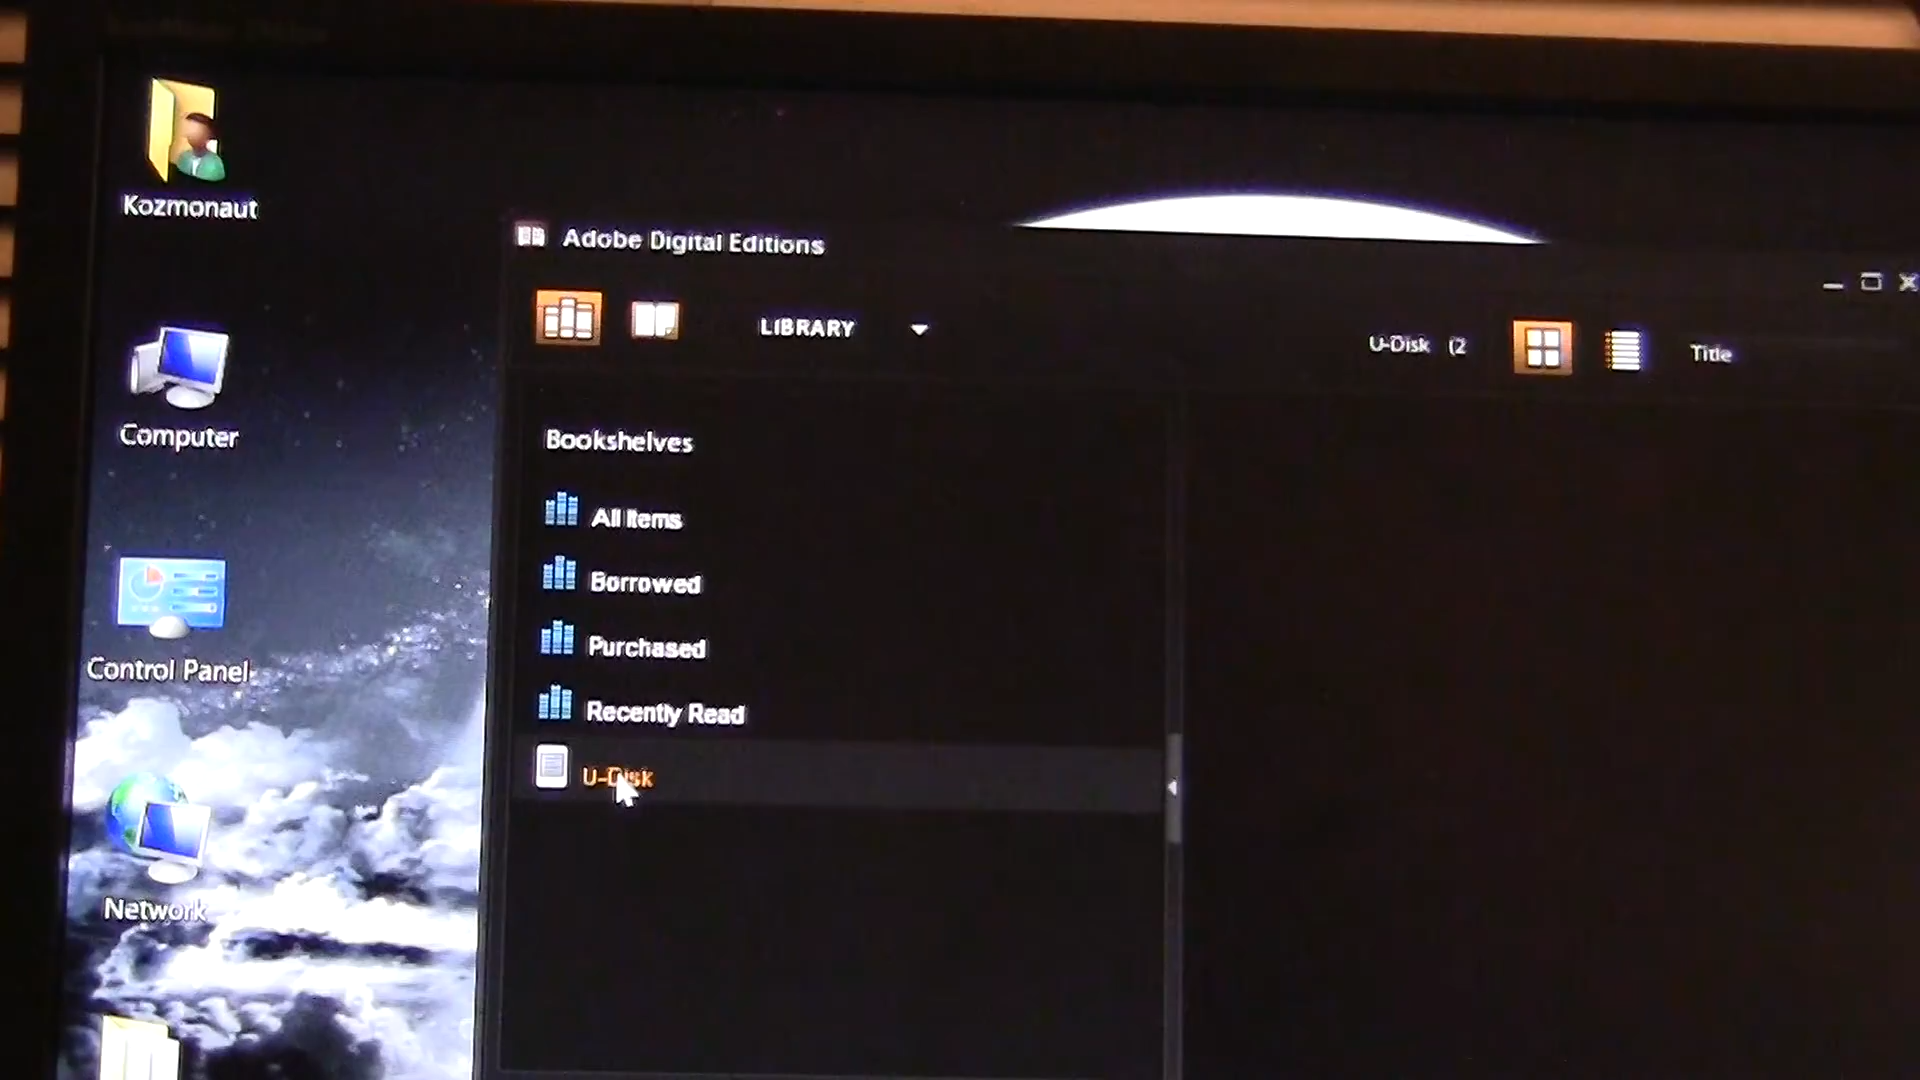 Kozmonaut
Adobe Digital Editions
LIBRARY
U-Disk (2
Title
Computer
Bookshelves
All Items
Borrowed
Purchased
Control Panel
Recently Read
U-Disk
Network